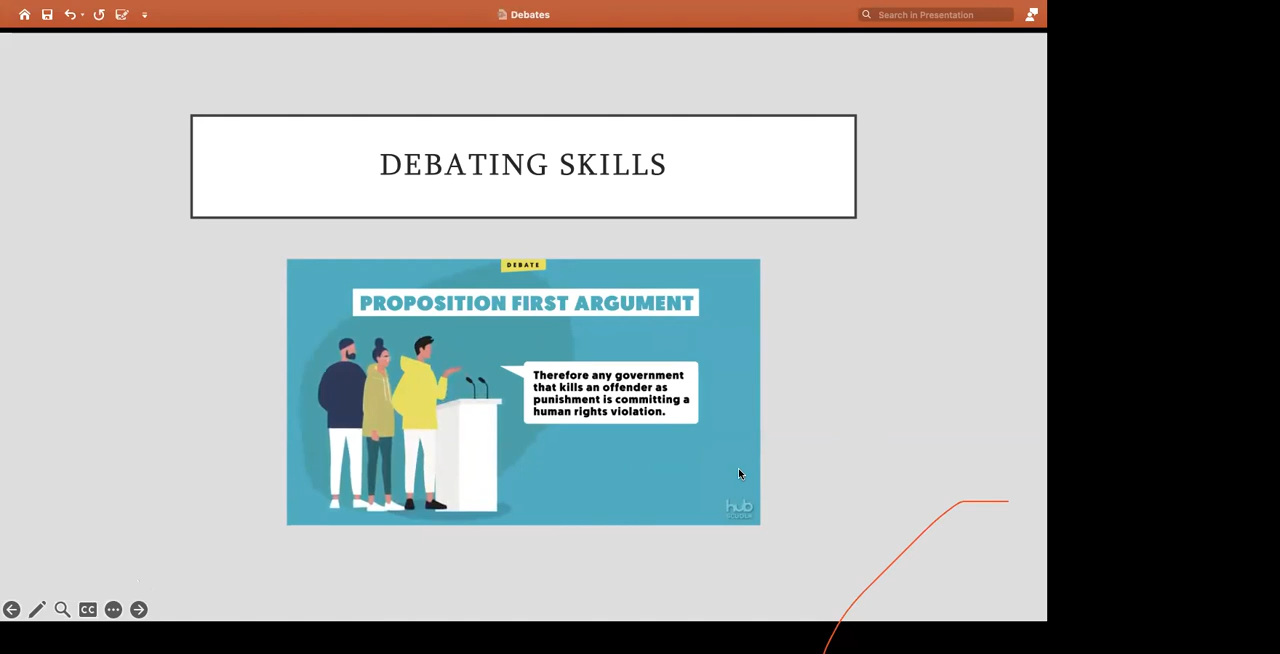 Debates
Search in Presentation
DEBATING SKILLS
DEBATE
PROPOSITION FIRST ARGUMENT
Therefore any government
that kills an offender as
punishment is committing a
human rights violation.
hub
CC